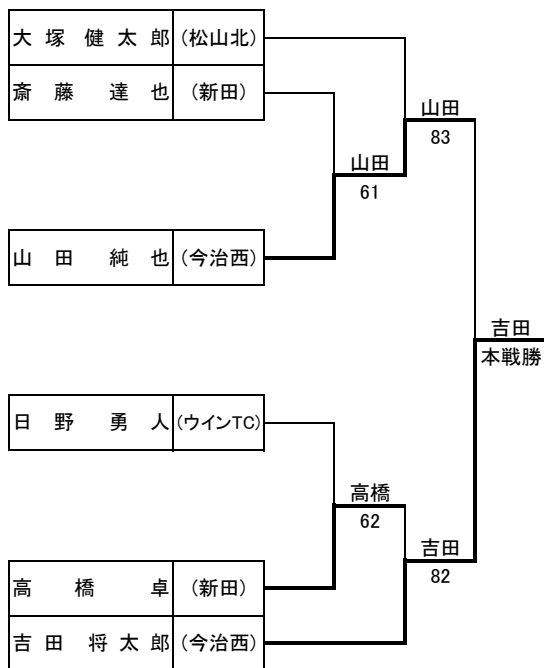 大塚健太郎 (松山北)
斎藤達也 (新田)
山田
83
山田
61
山田純也 (今治西)
吉田
本戦勝
日野勇人 (ウインTC)
高橋
62
吉田
82
高橋卓 (新田)
吉田将太郎 (今治西)